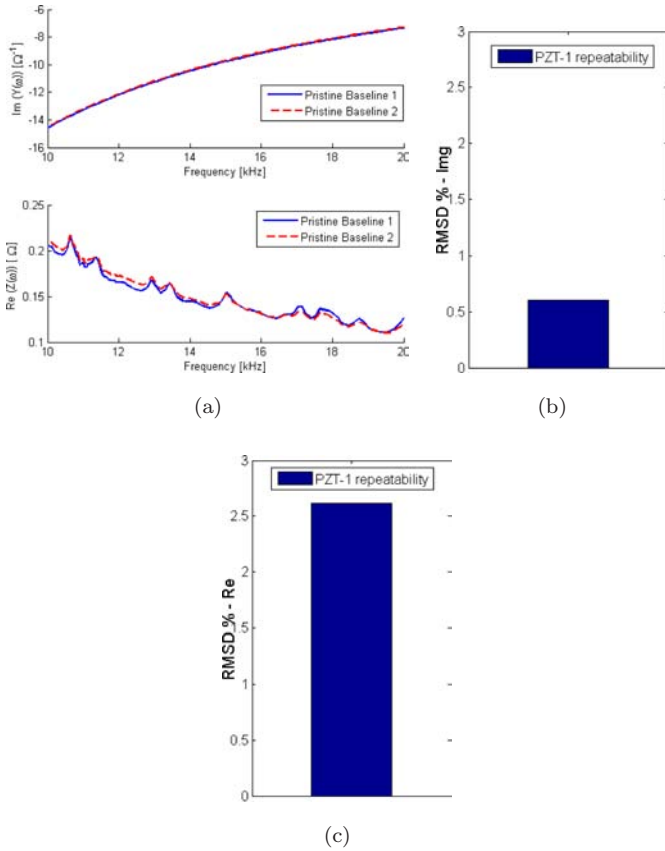 -6
-8
-10
-12
-14
-16
Im (Y(ω)) [Ω⁻¹]
Pristine Baseline 1
Pristine Baseline 2
10 12 14 16 18 20
Frequency [kHz]
0.25
0.2
0.15
0.1
Re (Z(ω)) [ Ω]
Pristine Baseline 1
Pristine Baseline 2
10 12 14 16 18 20
Frequency [kHz]
(a)
3
2.5
2
1.5
1
0.5
0
RMSD % - Img
PZT-1 repeatability
(b)
3
2.5
2
1.5
1
0.5
0
RMSD_% - Re
PZT-1 repeatability
(c)